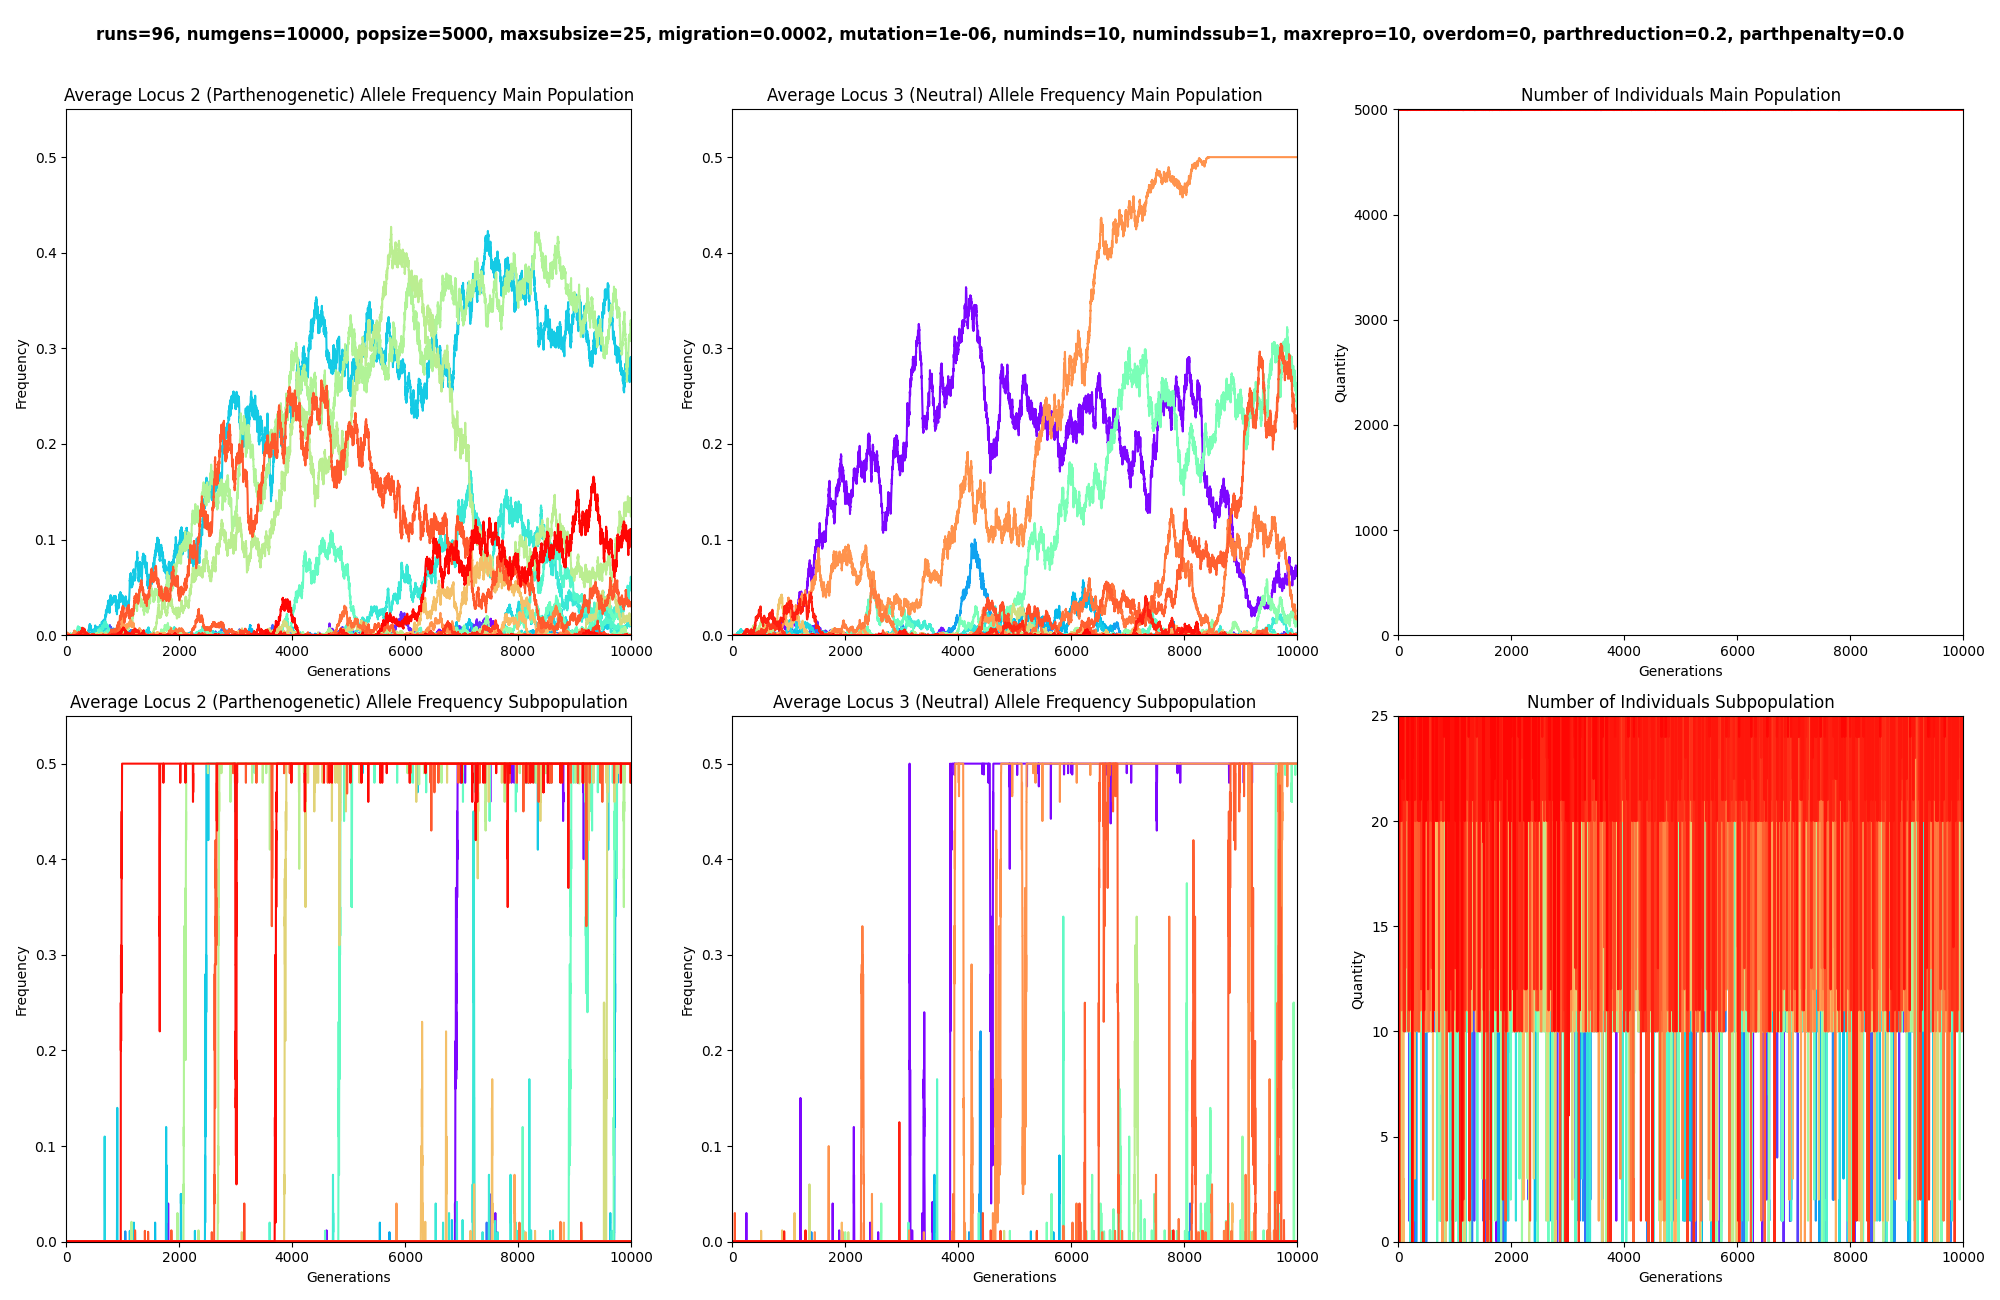 runs=96, numgens=10000, popsize=5000, maxsubsize=25, migration=0.0002, mutation=1e-06, numinds=10, numindssub=1, maxrepro=10, overdom=0, parthreduction=0.2, parthpenalty=0.0
Average Locus 2 (Parthenogenetic) Allele Frequency Main Population
Frequency
0.5
0.4
0.3
0.2
0.1
0.0
0 2000 4000 6000 8000 10000
Generations
Average Locus 3 (Neutral) Allele Frequency Main Population
Frequency
0.5
0.4
0.3
0.2
0.1
0.0
0 2000 4000 6000 8000 10000
Generations
Number of Individuals Main Population
Quantity
5000
4000
3000
2000
1000
0
0 2000 4000 6000 8000 10000
Generations
Average Locus 2 (Parthenogenetic) Allele Frequency Subpopulation
Frequency
0.5
0.4
0.3
0.2
0.1
0.0
0 2000 4000 6000 8000 10000
Generations
Average Locus 3 (Neutral) Allele Frequency Subpopulation
Frequency
0.5
0.4
0.3
0.2
0.1
0.0
0 2000 4000 6000 8000 10000
Generations
Number of Individuals Subpopulation
Quantity
25
20
15
10
5
0
0 2000 4000 6000 8000 10000
Generations